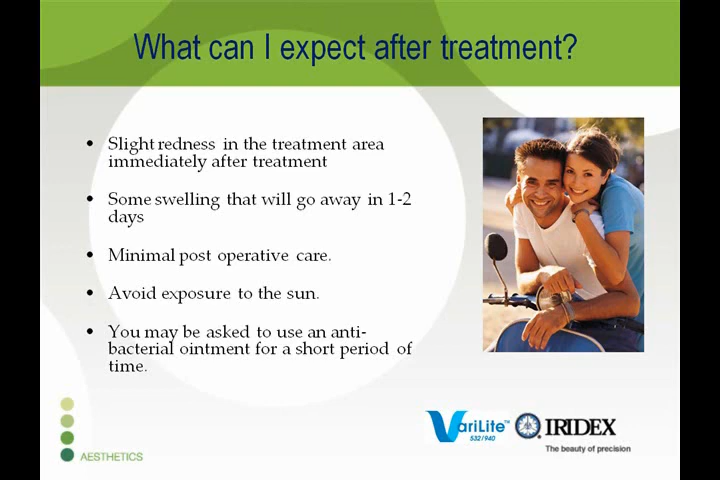 What can I expect after treatment?
• Slight redness in the treatment area
immediately after treatment
• Some swelling that will go away in 1-2
days
• Minimal post operative care.
• Avoid exposure to the sun.
• You may be asked to use an anti-
bacterial ointment for a short period of
time.
VariLite™
532/940
IRIDEX
The beauty of precision
AESTHETICS